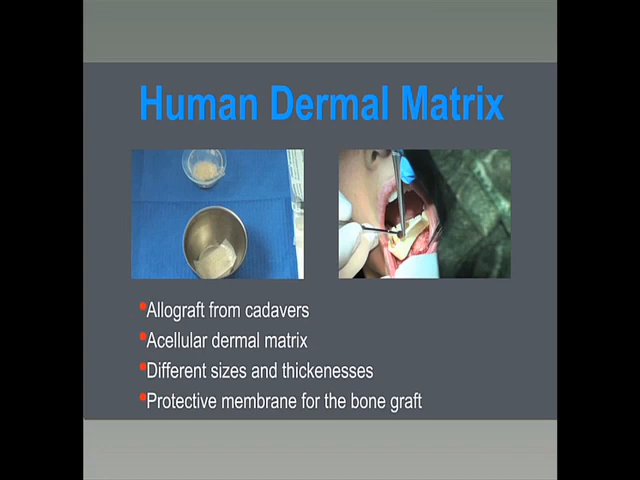 Human Dermal Matrix
•Allograft from cadavers
•Acellular dermal matrix
•Different sizes and thickenesses
•Protective membrane for the bone graft